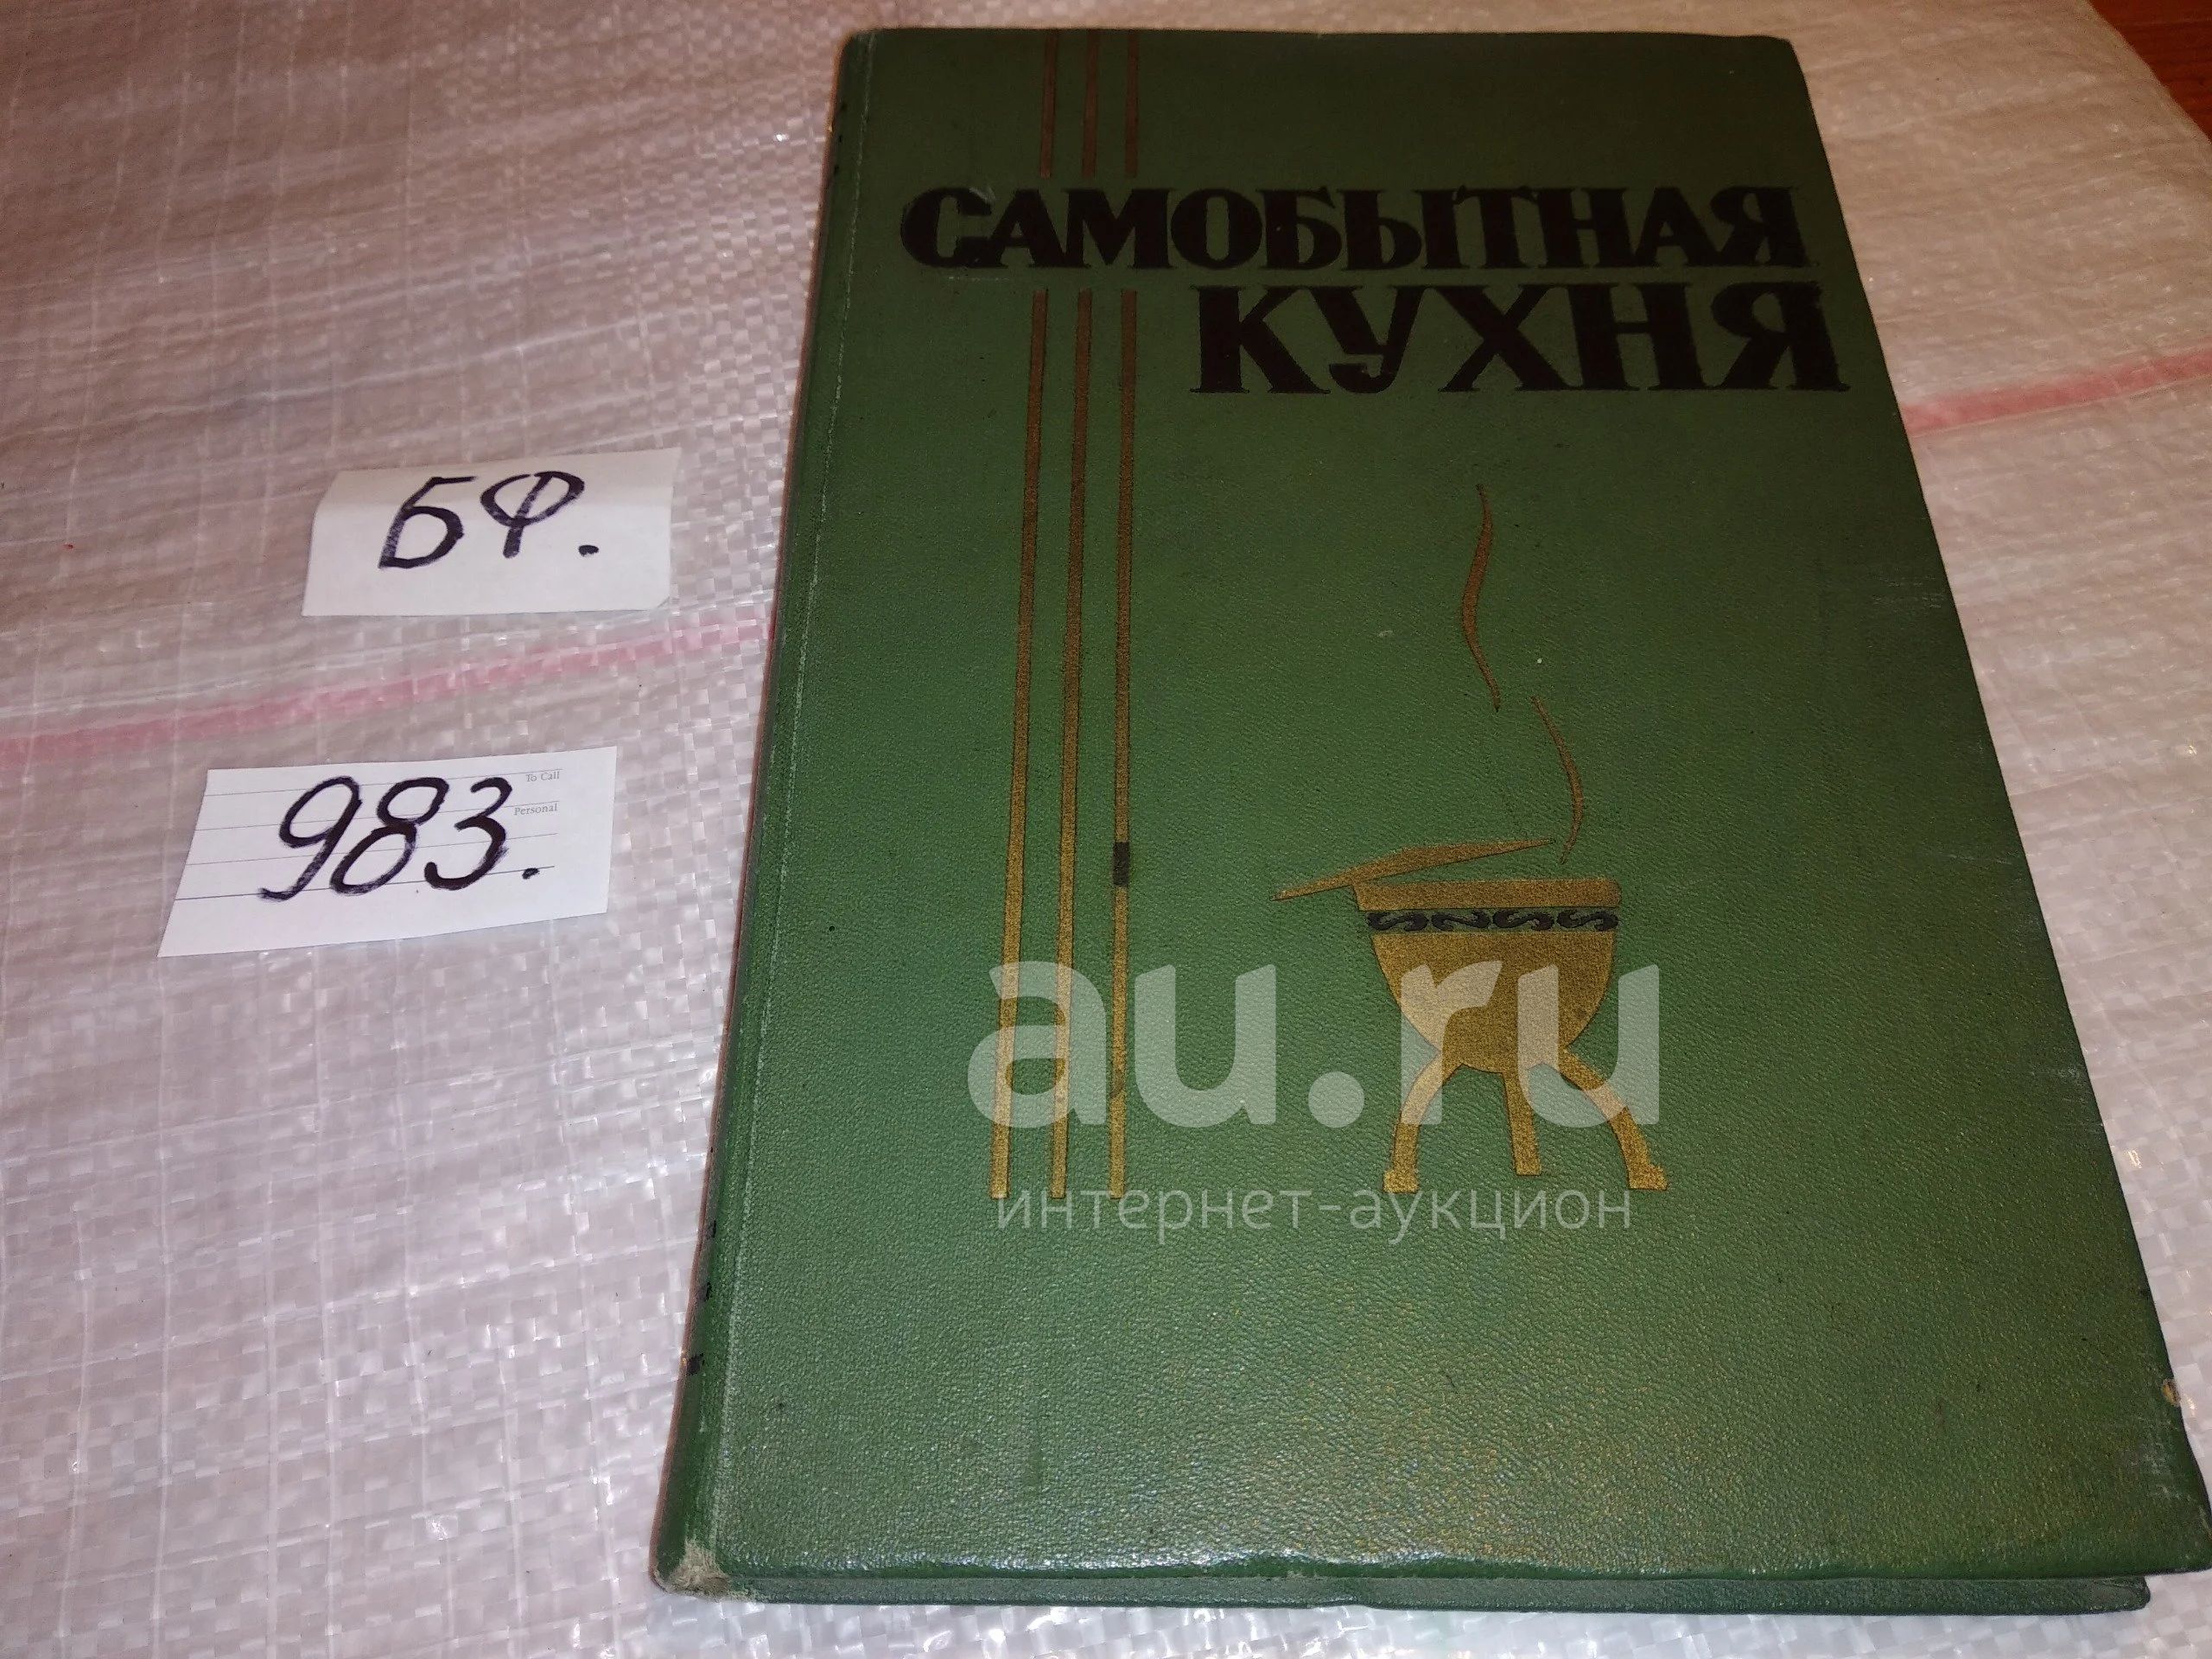 САМОБЫТНАЯ
КУХНЯ
БФ.
To Call
Personal
983.
au.ru
интернет-аукцион